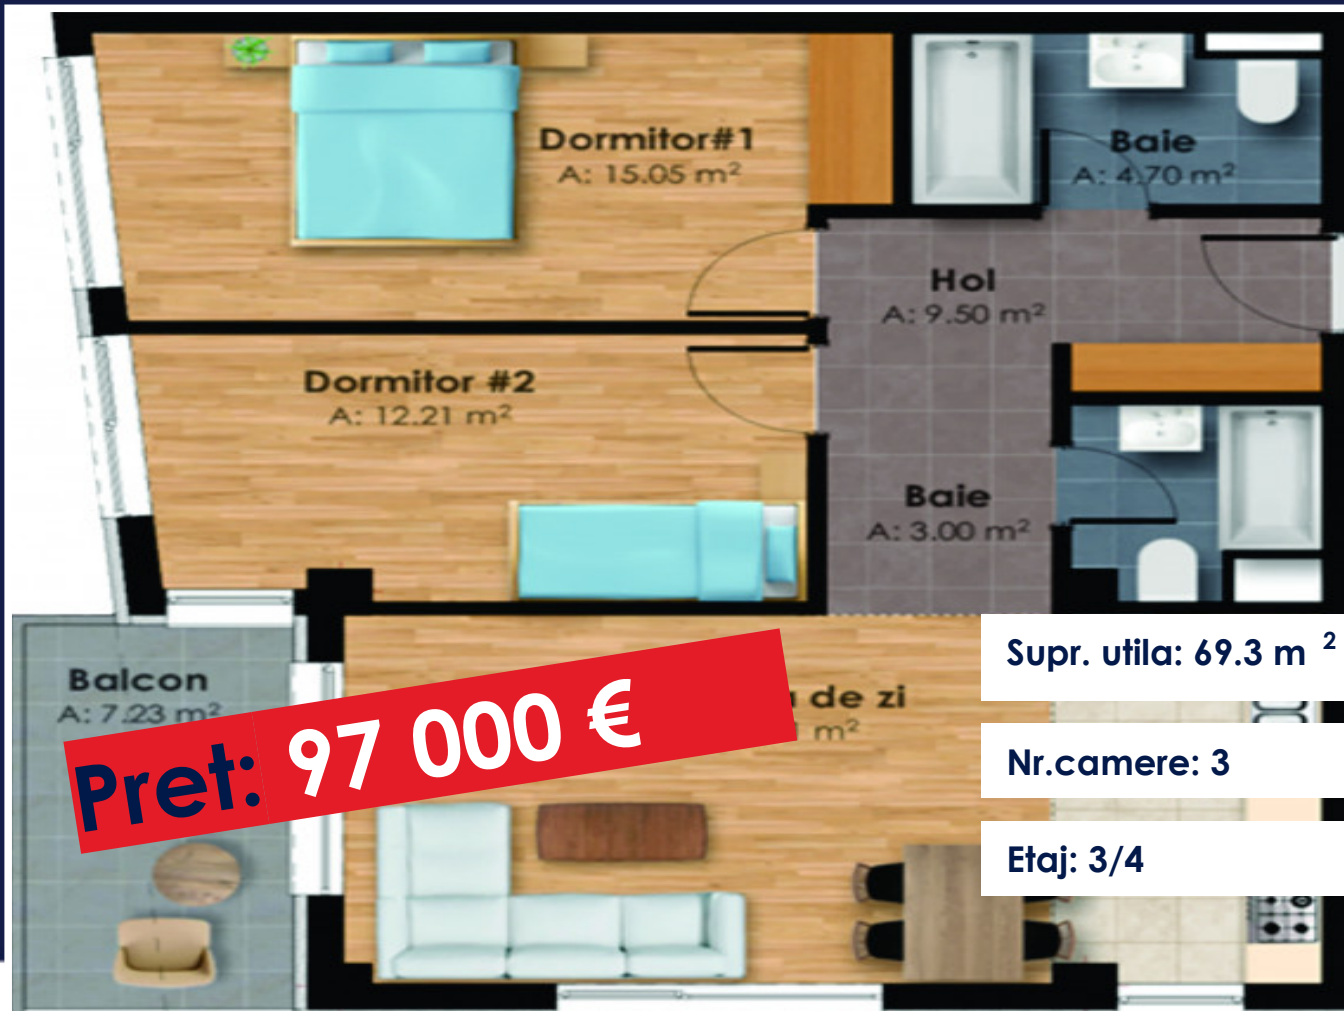 Dormitor#1
A: 15.05 m²
Baie
A: 4.70 m²
Hol
A: 9.50 m²
Dormitor #2
A: 12.21 m²
Baie
A: 3.00 m²
Balcon
A: 7.23 m²
de zi
m²
Pret: 97 000 €
Supr. utila: 69.3 m ²
Nr.camere: 3
Etaj: 3/4